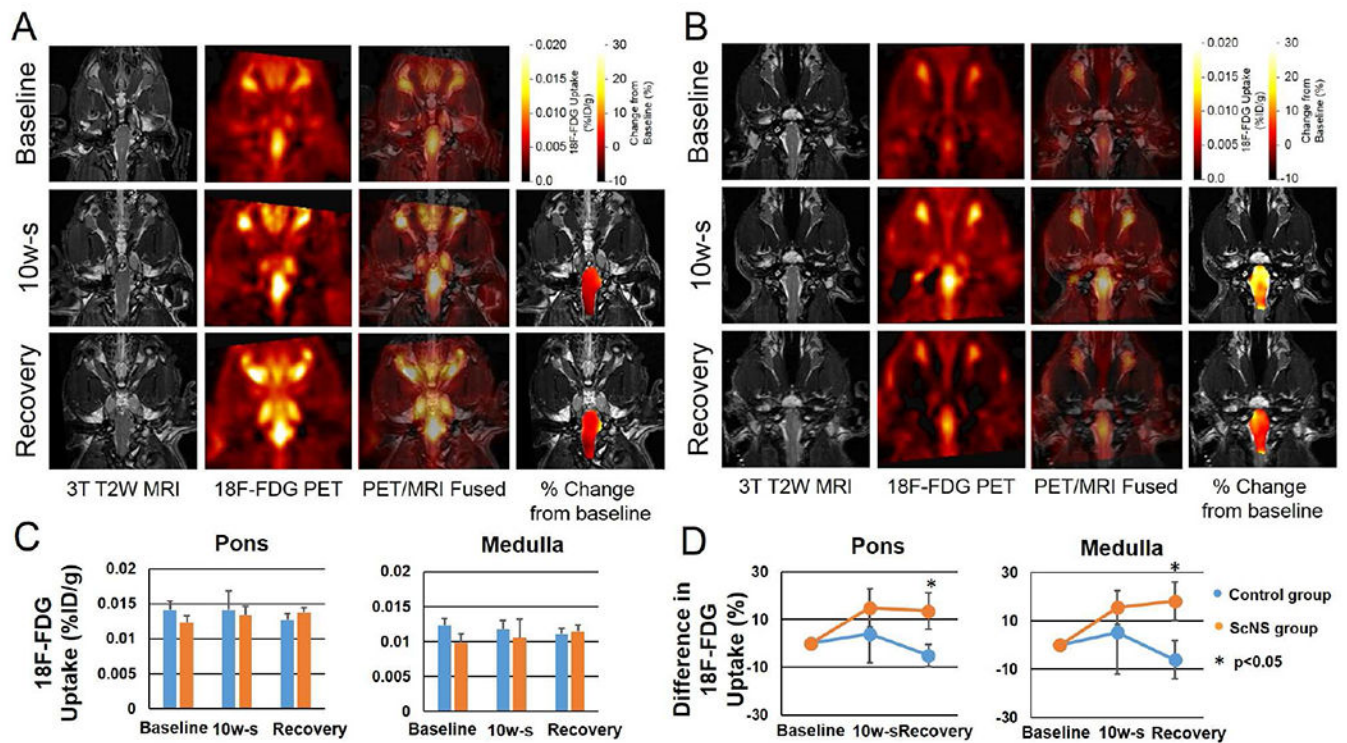 A
Baseline
10w-s
Recovery
0.020
0.015
0.010
0.005
0.0
18F-FDG Uptake
(%ID/g)
30
20
10
0
-10
Change from
Baseline (%)
3T T2W MRI
18F-FDG PET
PET/MRI Fused
% Change
from baseline
B
Baseline
10w-s
Recovery
0.020
0.015
0.010
0.005
0.0
18F-FDG Uptake
(%ID/g)
30
20
10
0
-10
Change from
Baseline (%)
3T T2W MRI
18F-FDG PET
PET/MRI Fused
% Change
from baseline
C
18F-FDG
Uptake (%ID/g)
Pons
0.02
0.015
0.01
0.005
0
Baseline 10w-s Recovery
Medulla
0.02
0.015
0.01
0.005
0
Baseline 10w-s Recovery
D
Difference in
18F-FDG
Uptake (%)
Pons
30
10
-10
-30
*
Baseline 10w-s Recovery
Medulla
30
10
-10
-30
*
Baseline 10w-s Recovery
Control group
ScNS group
* p<0.05